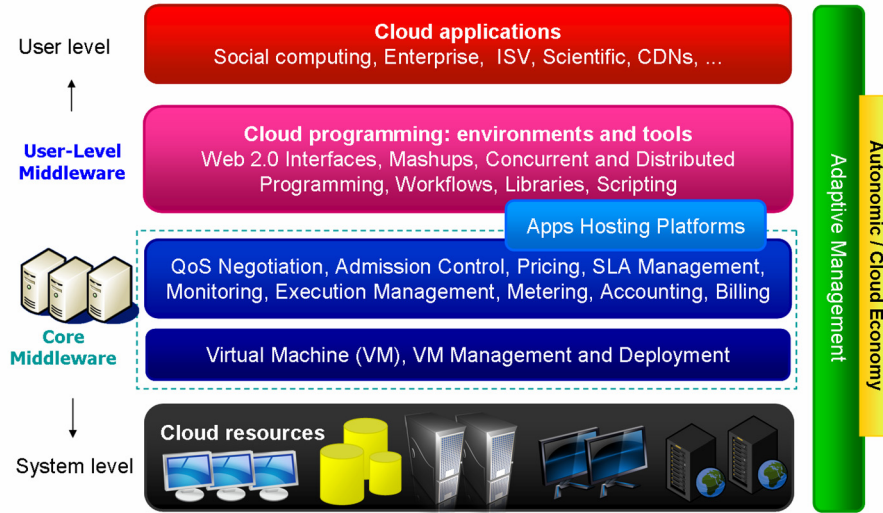 User level
Cloud applications
Social computing, Enterprise, ISV, Scientific, CDNs, ...
User-Level
Middleware
Cloud programming: environments and tools
Web 2.0 Interfaces, Mashups, Concurrent and Distributed
Programming, Workflows, Libraries, Scripting
Apps Hosting Platforms
QoS Negotiation, Admission Control, Pricing, SLA Management,
Monitoring, Execution Management, Metering, Accounting, Billing
Core
Middleware
Virtual Machine (VM), VM Management and Deployment
Cloud resources
System level
Adaptive Management
Autonomic / Cloud Economy